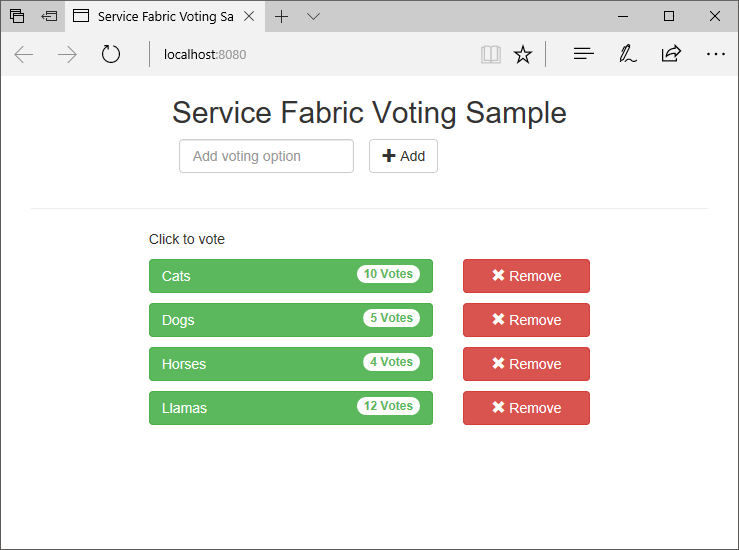 Service Fabric Voting Sa
localhost:8080
Service Fabric Voting Sample
Add voting option
Add
Click to vote
Cats 10 Votes Remove
Dogs 5 Votes Remove
Horses 4 Votes Remove
Llamas 12 Votes Remove